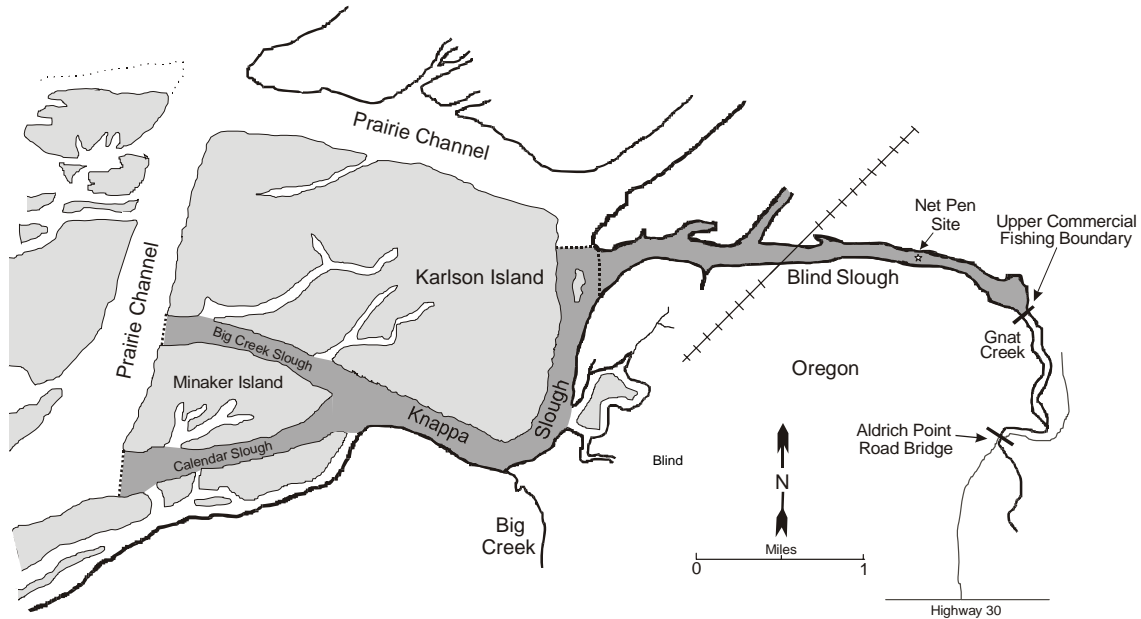 Prairie Channel
Net Pen
Site
Upper Commercial
Fishing Boundary
Karlson Island
Blind Slough
Prairie Channel
Big Creek Slough
Gnat
Creek
Minaker Island
Oregon
Knappa
Slough
Aldrich Point
Road Bridge
Calendar Slough
Blind
N
Big
Creek
Miles
0 1
Highway 30